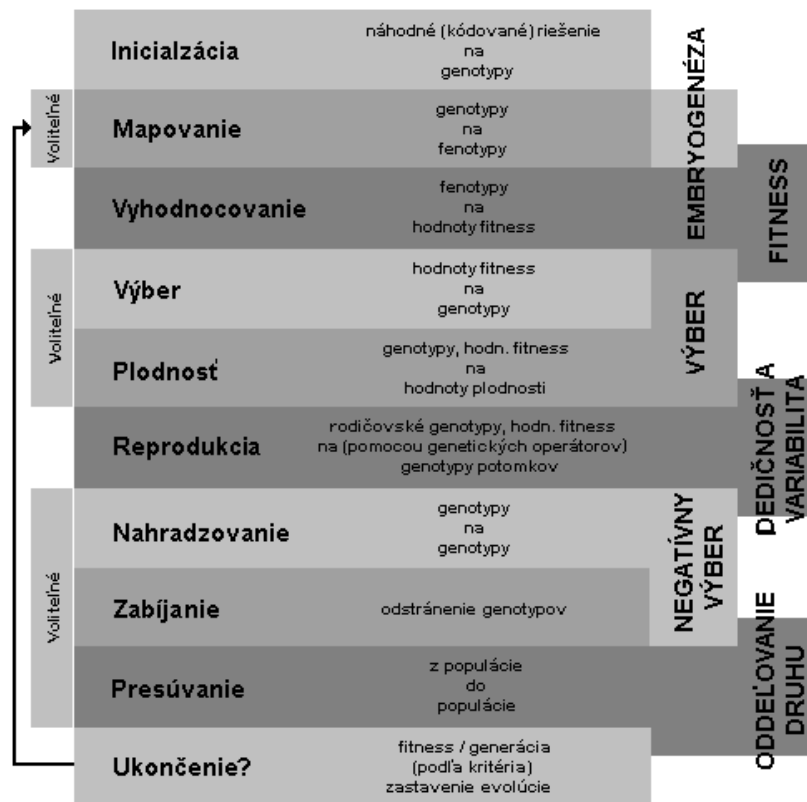 Inicialzácia
náhodné (kódované) riešenie
na
genotypy
Voliteľné
Mapovanie
genotypy
na
fenotypy
EMBRYOGENÉZA
Vyhodnocovanie
fenotypy
na
hodnoty fitness
FITNESS
Voliteľné
Výber
hodnoty fitness
na
genotypy
VÝBER
Plodnosť
genotypy, hodn. fitness
na
hodnoty plodnosti
Reprodukcia
rodičovské genotypy, hodn. fitness
na (pomocou genetických operátorov)
genotypy potomkov
DEDIČNOSŤ A
VARIABILITA
Voliteľné
Nahradzovanie
genotypy
na
genotypy
NEGATÍVNY
VÝBER
Zabíjanie
odstránenie genotypov
Presúvanie
z populácie
do
populácie
ODDEĽOVANIE
DRUHU
Ukončenie?
fitness / generácia
(podľa kritéria)
zastavenie evolúcie